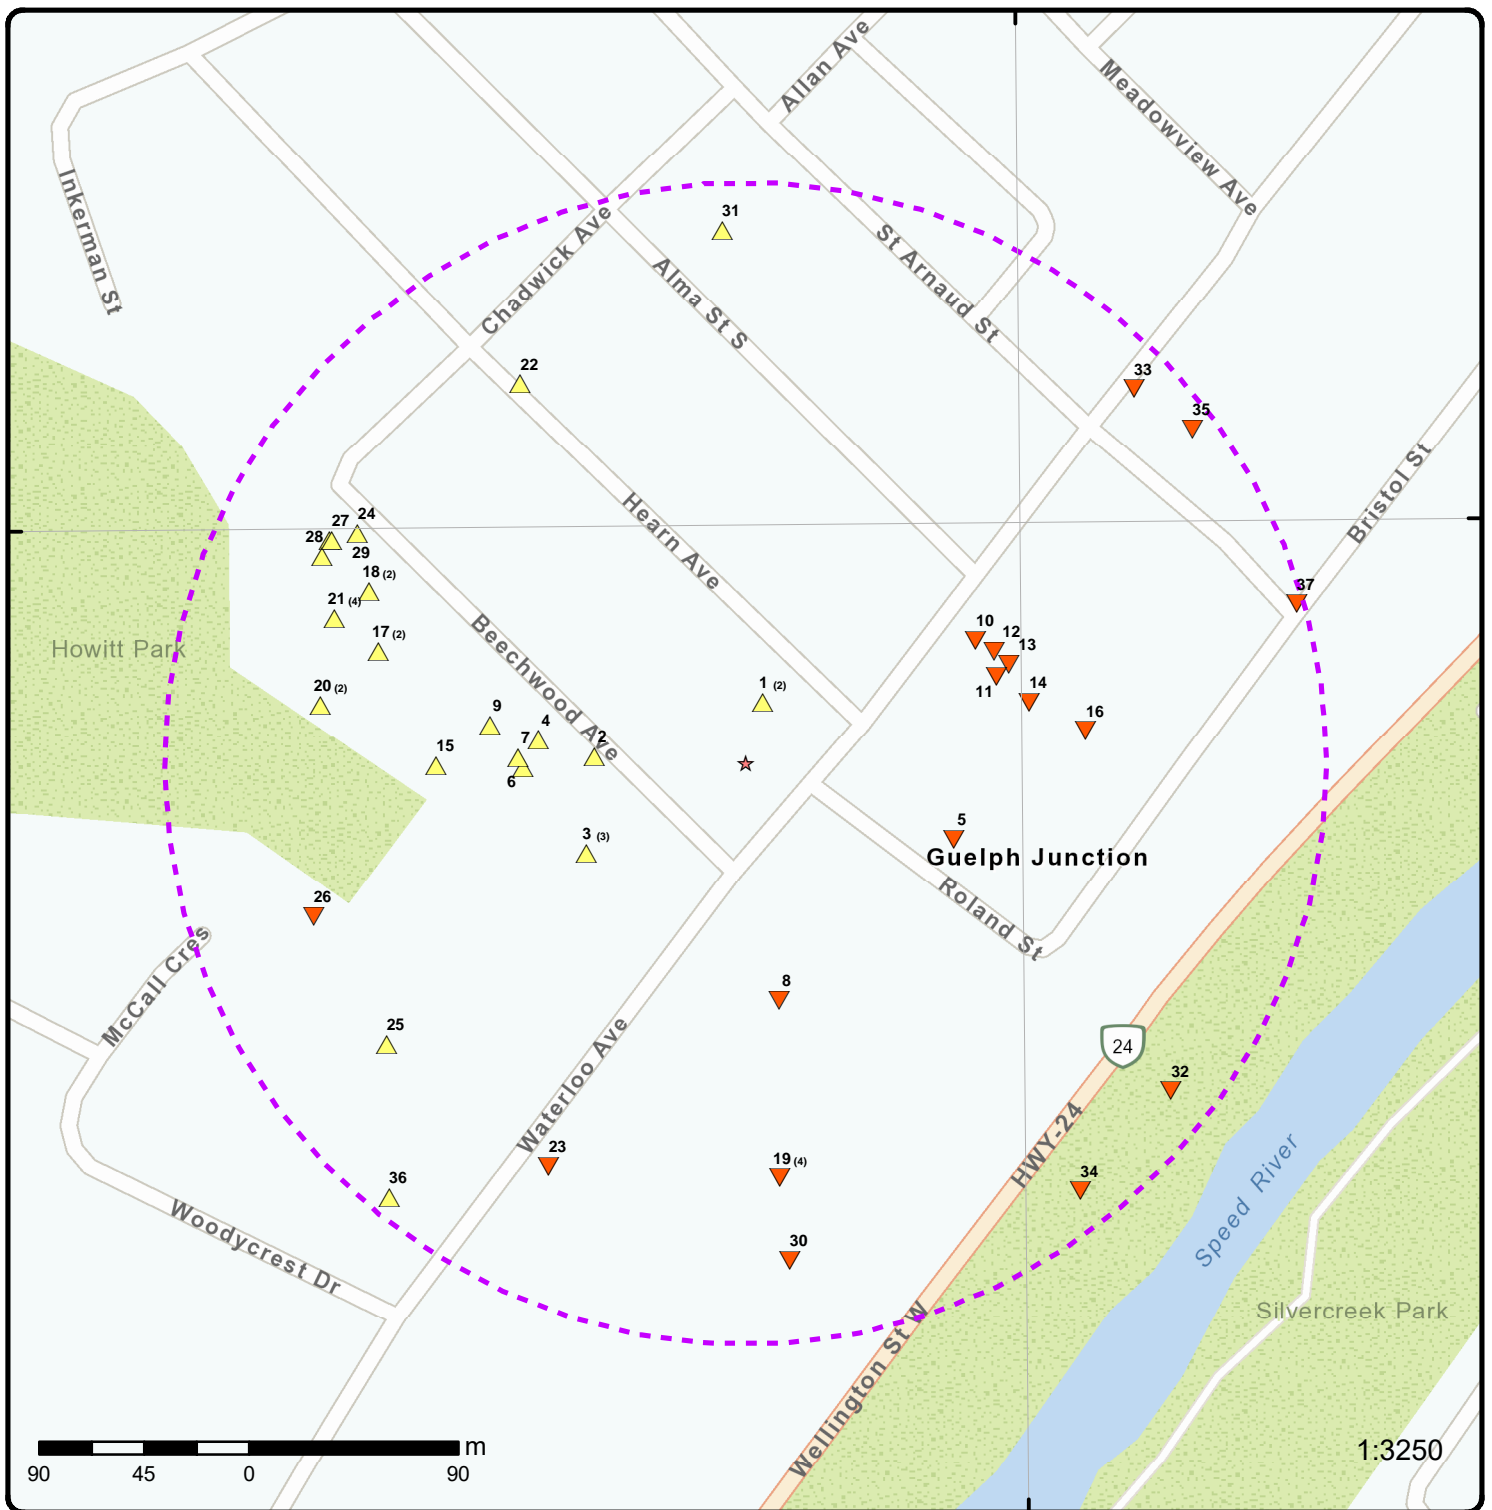 Allan Ave
Meadowview Ave
Inkerman St
31
Chadwick Ave
Alma St S
St Arnaud St
22
33
35
Bristol St
Hearn Ave
27
24
28
29
18 (2)
37
21 (4)
10
12
13
Howitt Park
17 (2)
Beechwood Ave
11
14
20 (2)
1 (2)
16
9
4
2
7
15
6
5
3 (3)
Guelph Junction
Roland St
26
McCall Cres
8
25
24
Waterloo Ave
32
HWY-24
23
19 (4)
34
Speed River
36
Woodycrest Dr
30
Wellington St W
Silvercreek Park
m
90 45 0 90
1:3250